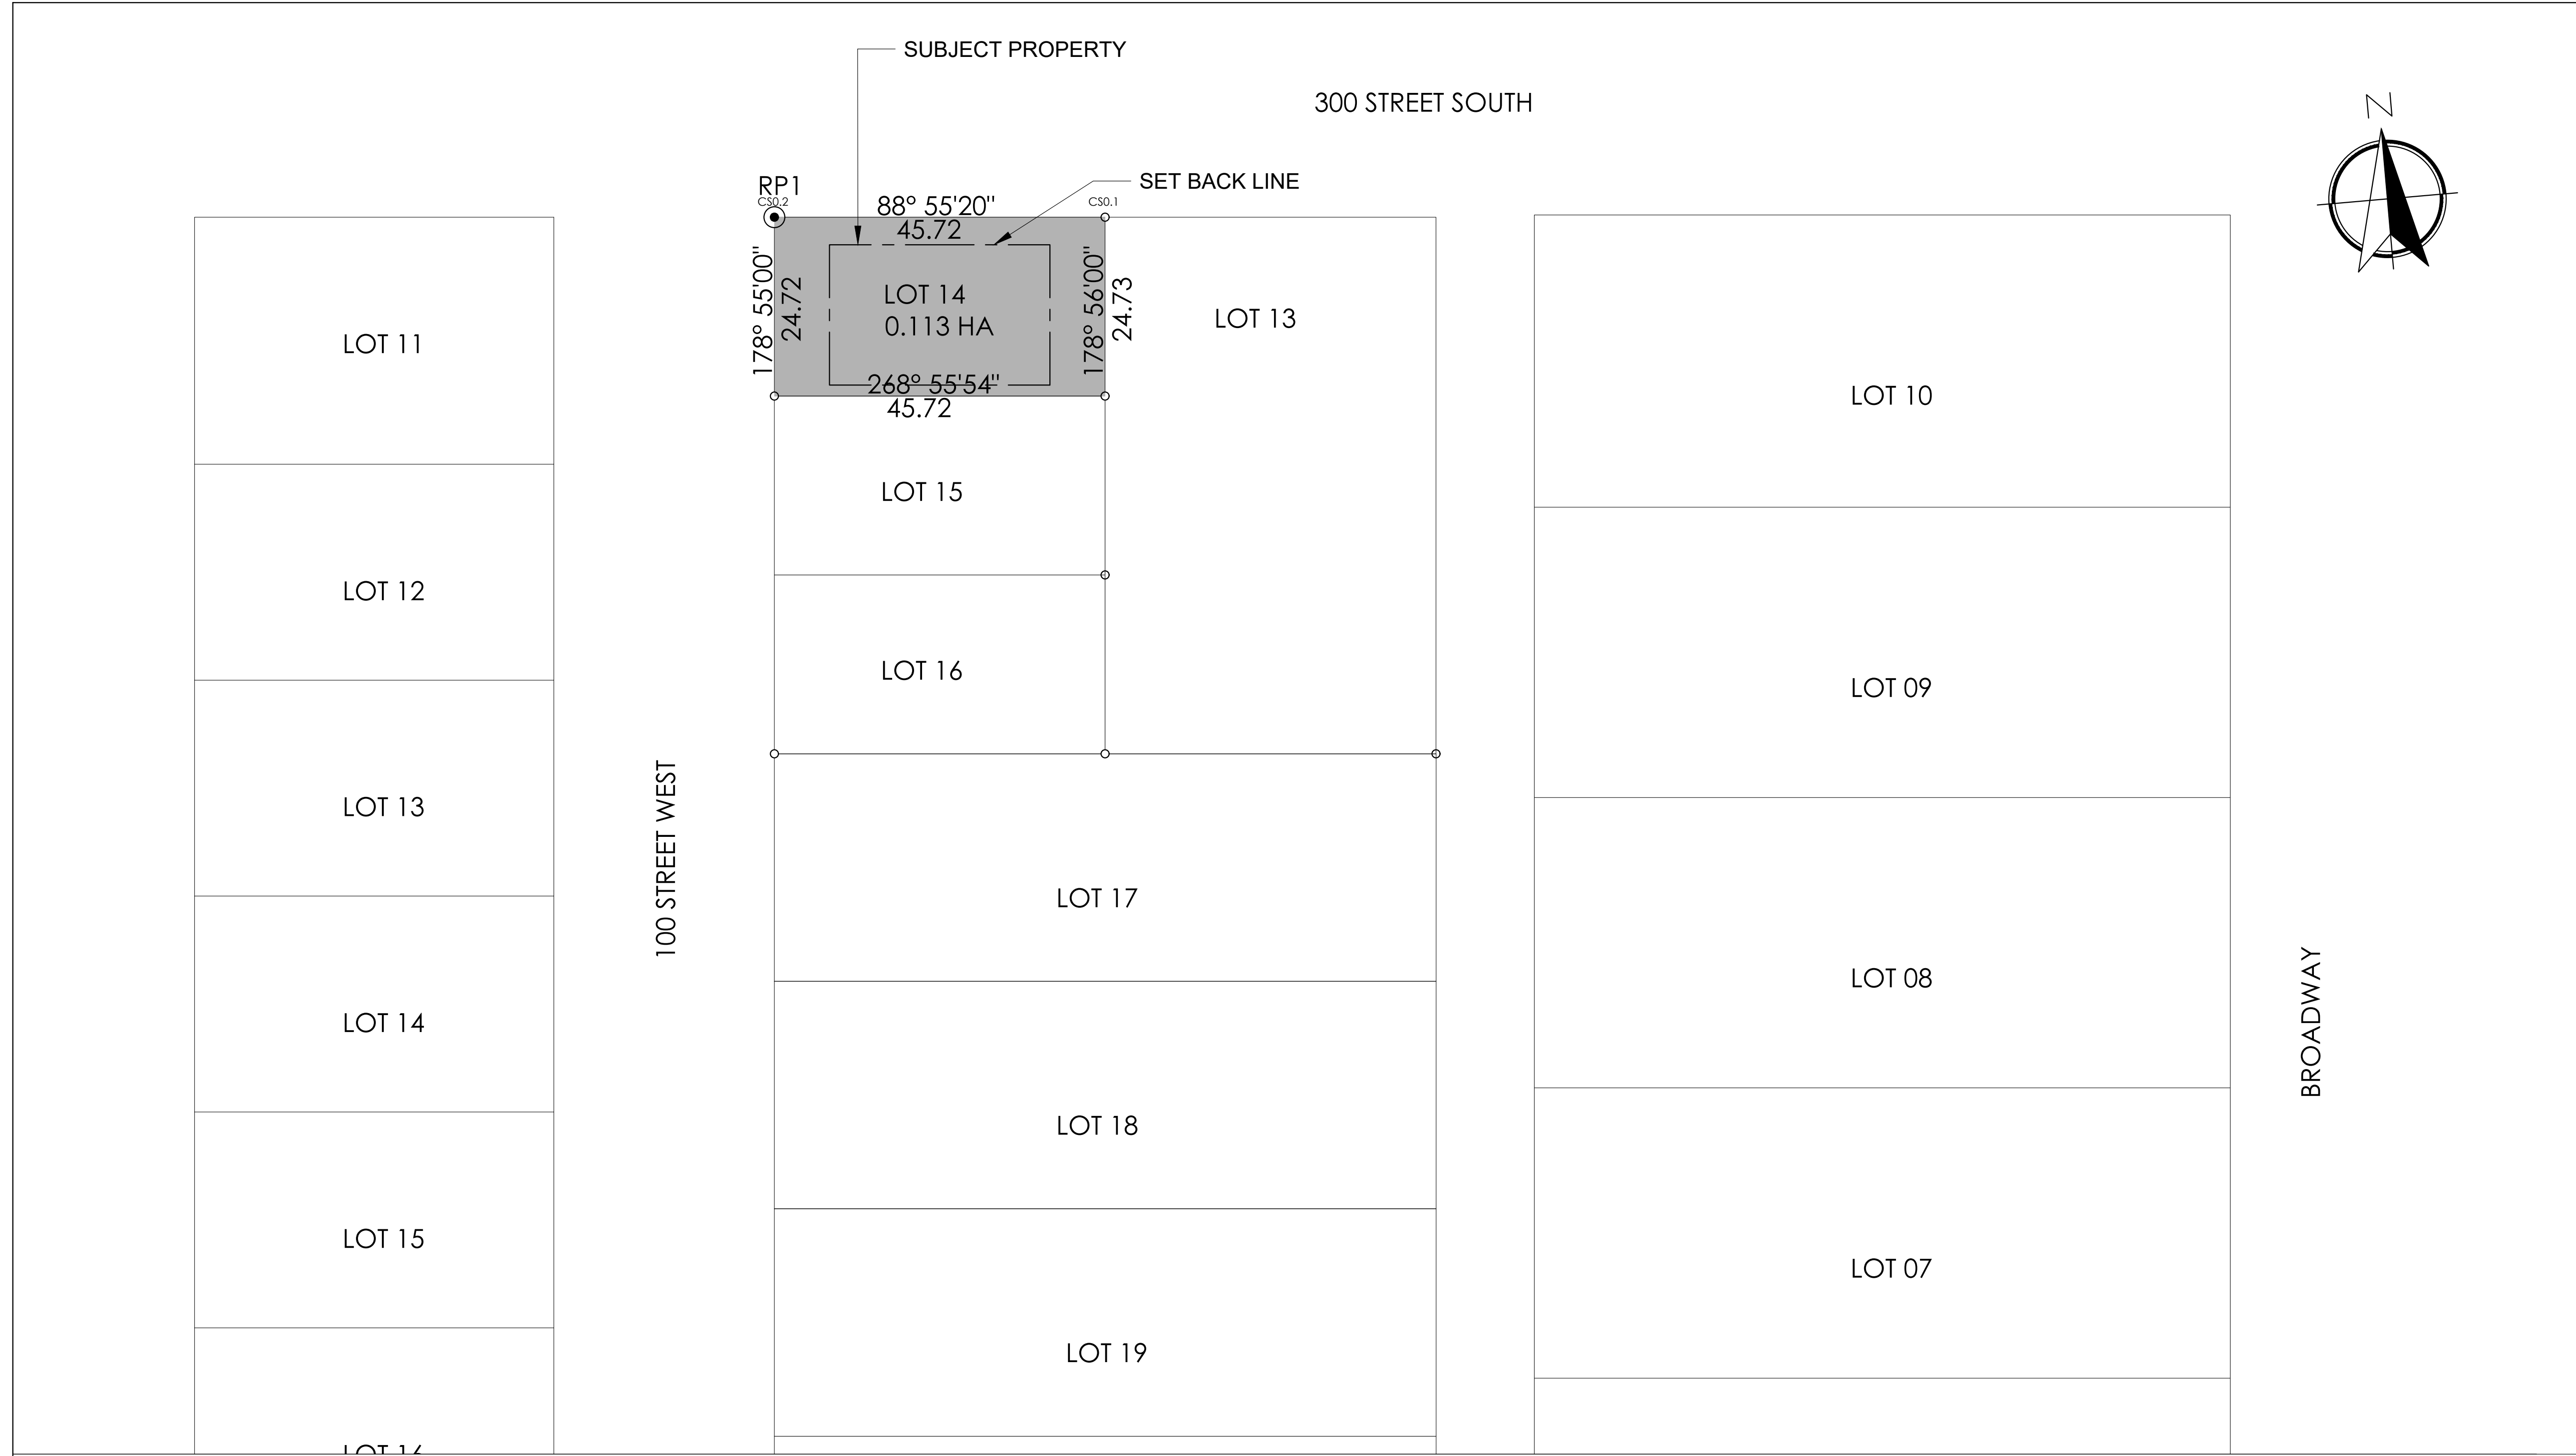 SUBJECT PROPERTY
300 STREET SOUTH
N
SET BACK LINE
RP1
CS0.2
88° 55'20"
CS0.1
45.72
178° 55'00"
24.72
LOT 14
0.113 HA
178° 56'00"
24.73
LOT 13
268° 55'54"
45.72
LOT 11
LOT 10
LOT 15
LOT 12
LOT 16
LOT 09
LOT 13
100 STREET WEST
LOT 17
LOT 08
BROADWAY
LOT 14
LOT 18
LOT 15
LOT 07
LOT 19
LOT 16